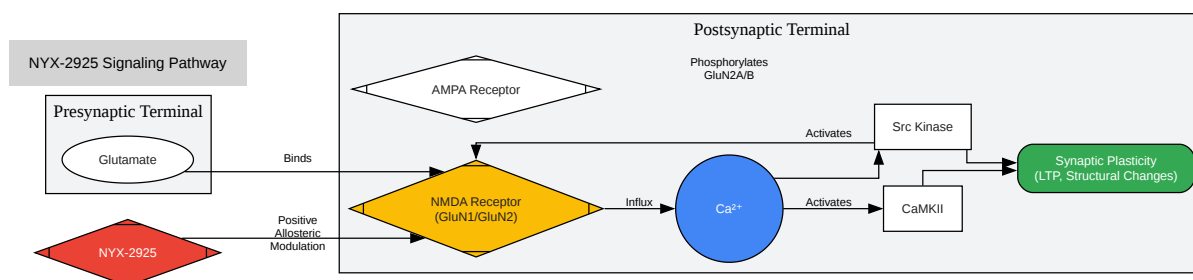 NYX-2925 Signaling Pathway
Presynaptic Terminal
Glutamate
NYX-2925
Binds
Positive
Allosteric
Modulation
Postsynaptic Terminal
AMPA Receptor
Phosphorylates
GluN2A/B
NMDA Receptor
(GluN1/GluN2)
Influx
Ca²⁺
Activates
Activates
Src Kinase
CaMKII
Synaptic Plasticity
(LTP, Structural Changes)